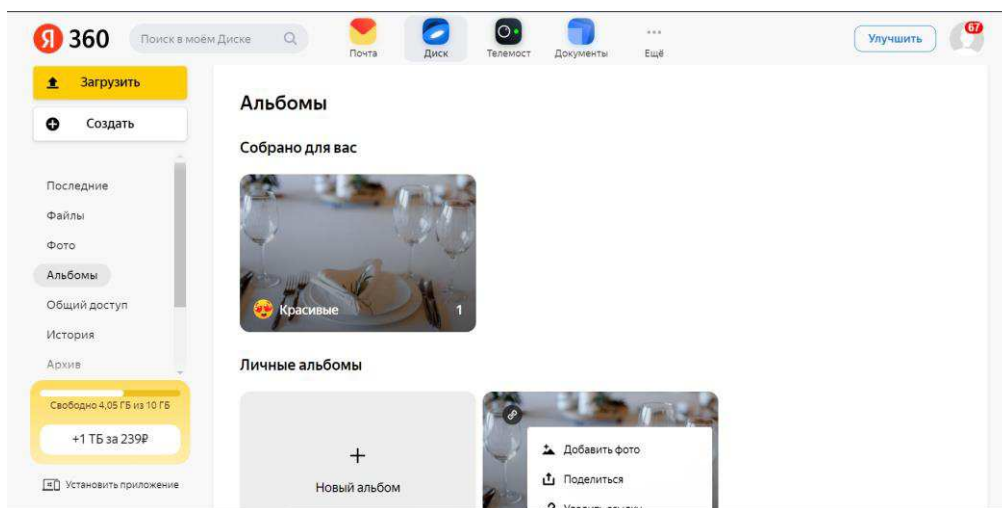 Я 360
Поиск в моём Диске
Почта
Диск
Телемост
Документы
Ещё
Улучшить
67
Загрузить
Создать
Последние
Файлы
Фото
Альбомы
Общий доступ
История
Архив
Свободно 4,05 ГБ из 10 ГБ
+1 ТБ за 239₽
Установить приложение
Альбомы
Собрано для вас
Красивые
1
Личные альбомы
Новый альбом
Добавить фото
Поделиться
Удалить ссылку